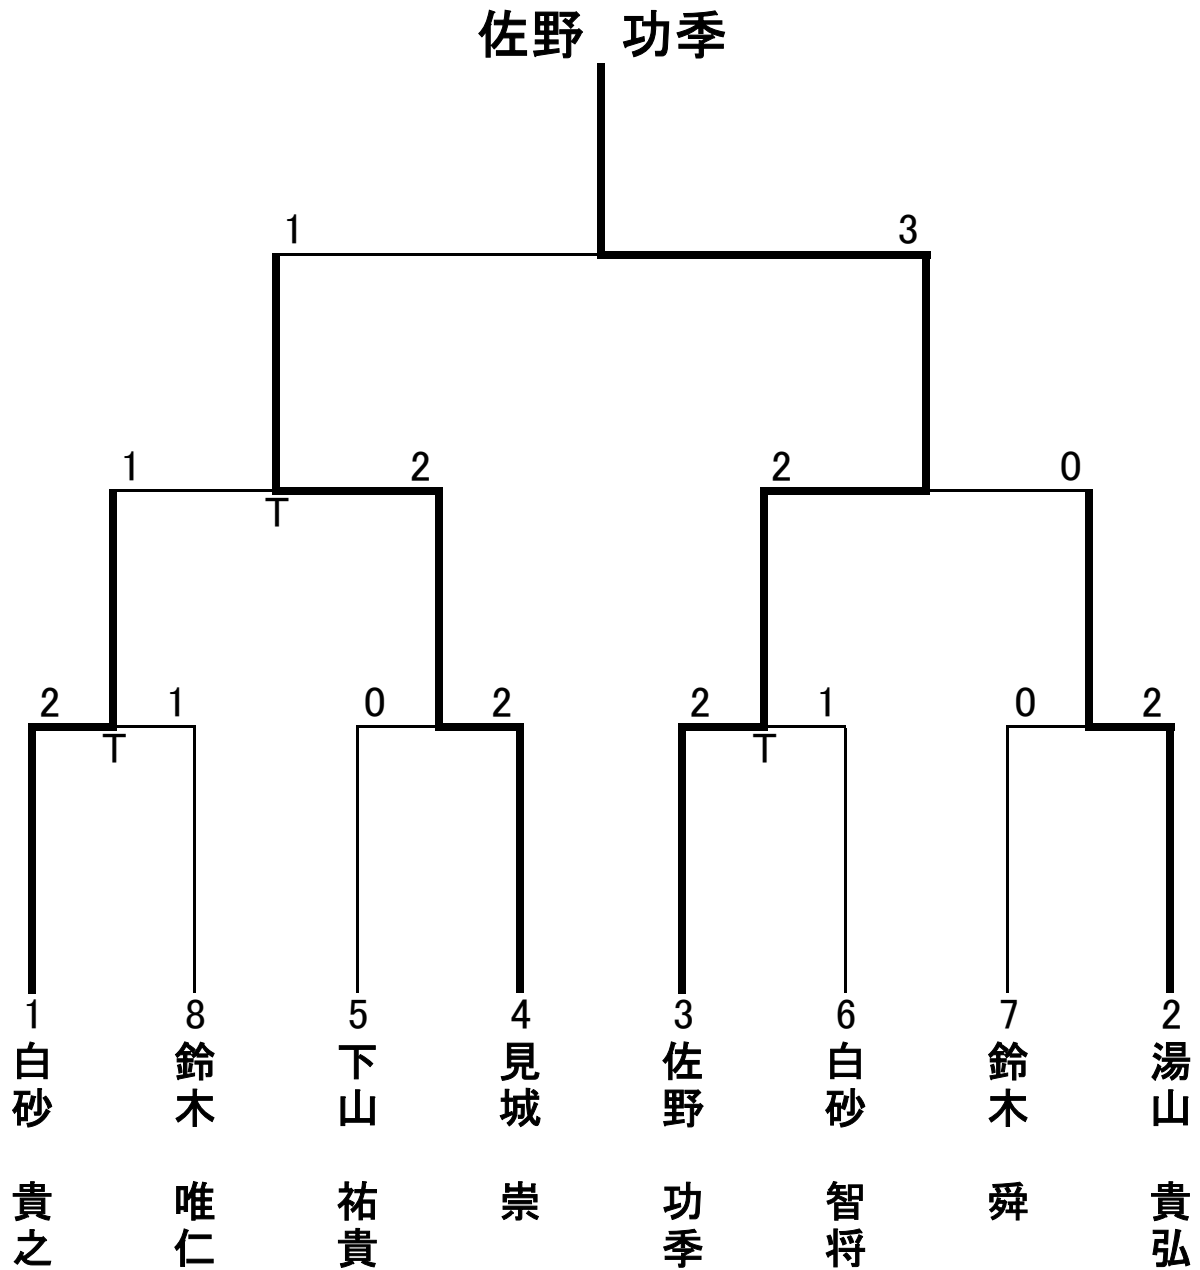 佐野　功季
1 3
1 2 2 0
T
2 1 0 2 2 1 0 2
T T
1 8 5 4 3 6 7 2
白砂　貴之
鈴木　唯仁
下山　祐貴
見城　崇
佐野　功季
白砂　智将
鈴木　舜
湯山　貴弘